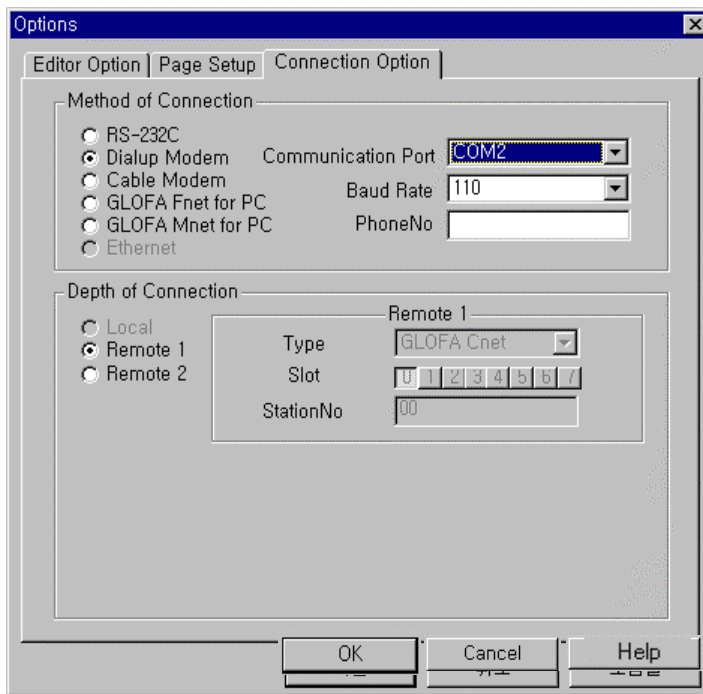 Options
Editor Option Page Setup Connection Option
Method of Connection
RS-232C
Dialup Modem
Cable Modem
GLOFA Fnet for PC
GLOFA Mnet for PC
Ethernet
Communication Port COM2
Baud Rate 110
PhoneNo
Depth of Connection
Local
Remote 1
Remote 2
Remote 1
Type GLOFA Cnet
Slot 0 1 2 3 4 5 6 7
StationNo 00
OK Cancel Help